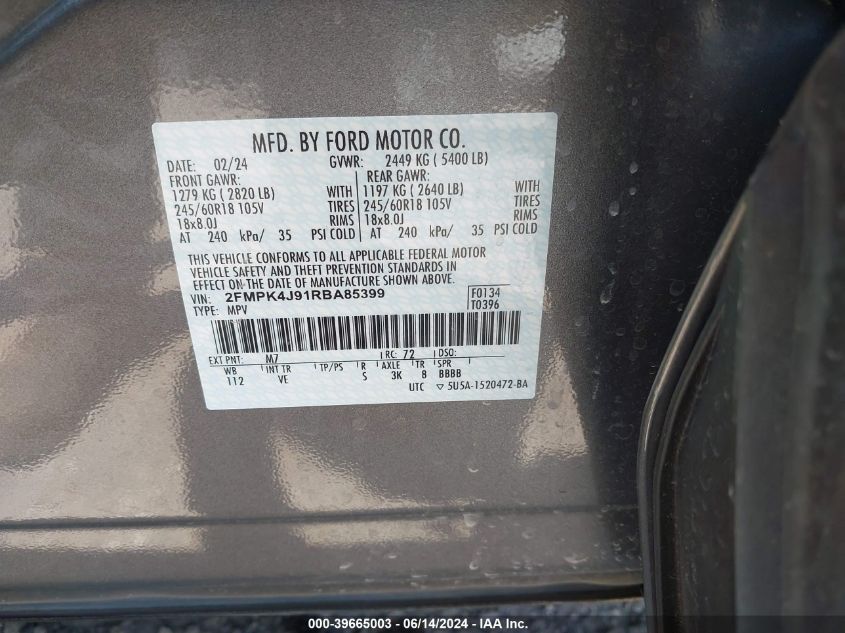 MFD. BY FORD MOTOR CO.
DATE: 02/24 GVWR: 2449 KG ( 5400 LB)
FRONT GAWR: REAR GAWR:
1279 KG ( 2820 LB) WITH 1197 KG ( 2640 LB) WITH
245/60R18 105V TIRES 245/60R18 105V TIRES
18x8.0J RIMS 18x8.0J RIMS
AT 240 kPa/ 35 PSI COLD AT 240 kPa/ 35 PSI COLD
THIS VEHICLE CONFORMS TO ALL APPLICABLE FEDERAL MOTOR
VEHICLE SAFETY AND THEFT PREVENTION STANDARDS IN
EFFECT ON THE DATE OF MANUFACTURE SHOWN ABOVE.
VIN: 2FMPK4J91RBA85399 F0134
TYPE: MPV T0396
EXT PNT: M7 RC: 72 DSO:
WB INT TR TP/PS R AXLE TR SPR
112 VE S 3K 8 BBBB
UTC ▽ 5USA-1520472-BA
000-39665003 - 06/14/2024 - IAA Inc.